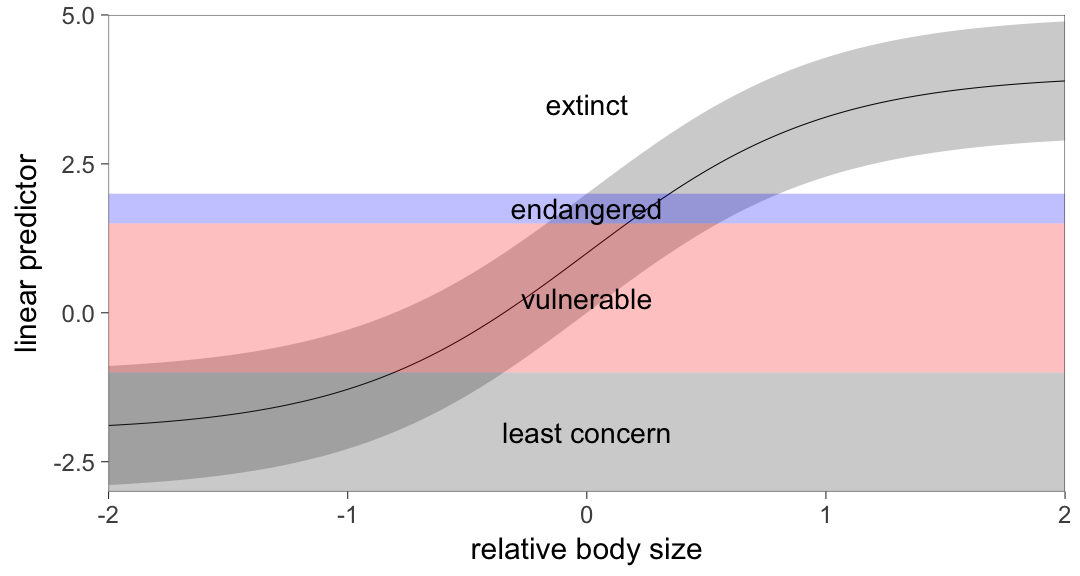 5.0
extinct
2.5
endangered
linear predictor
0.0
vulnerable
least concern
-2.5
-2 -1 0 1 2
relative body size